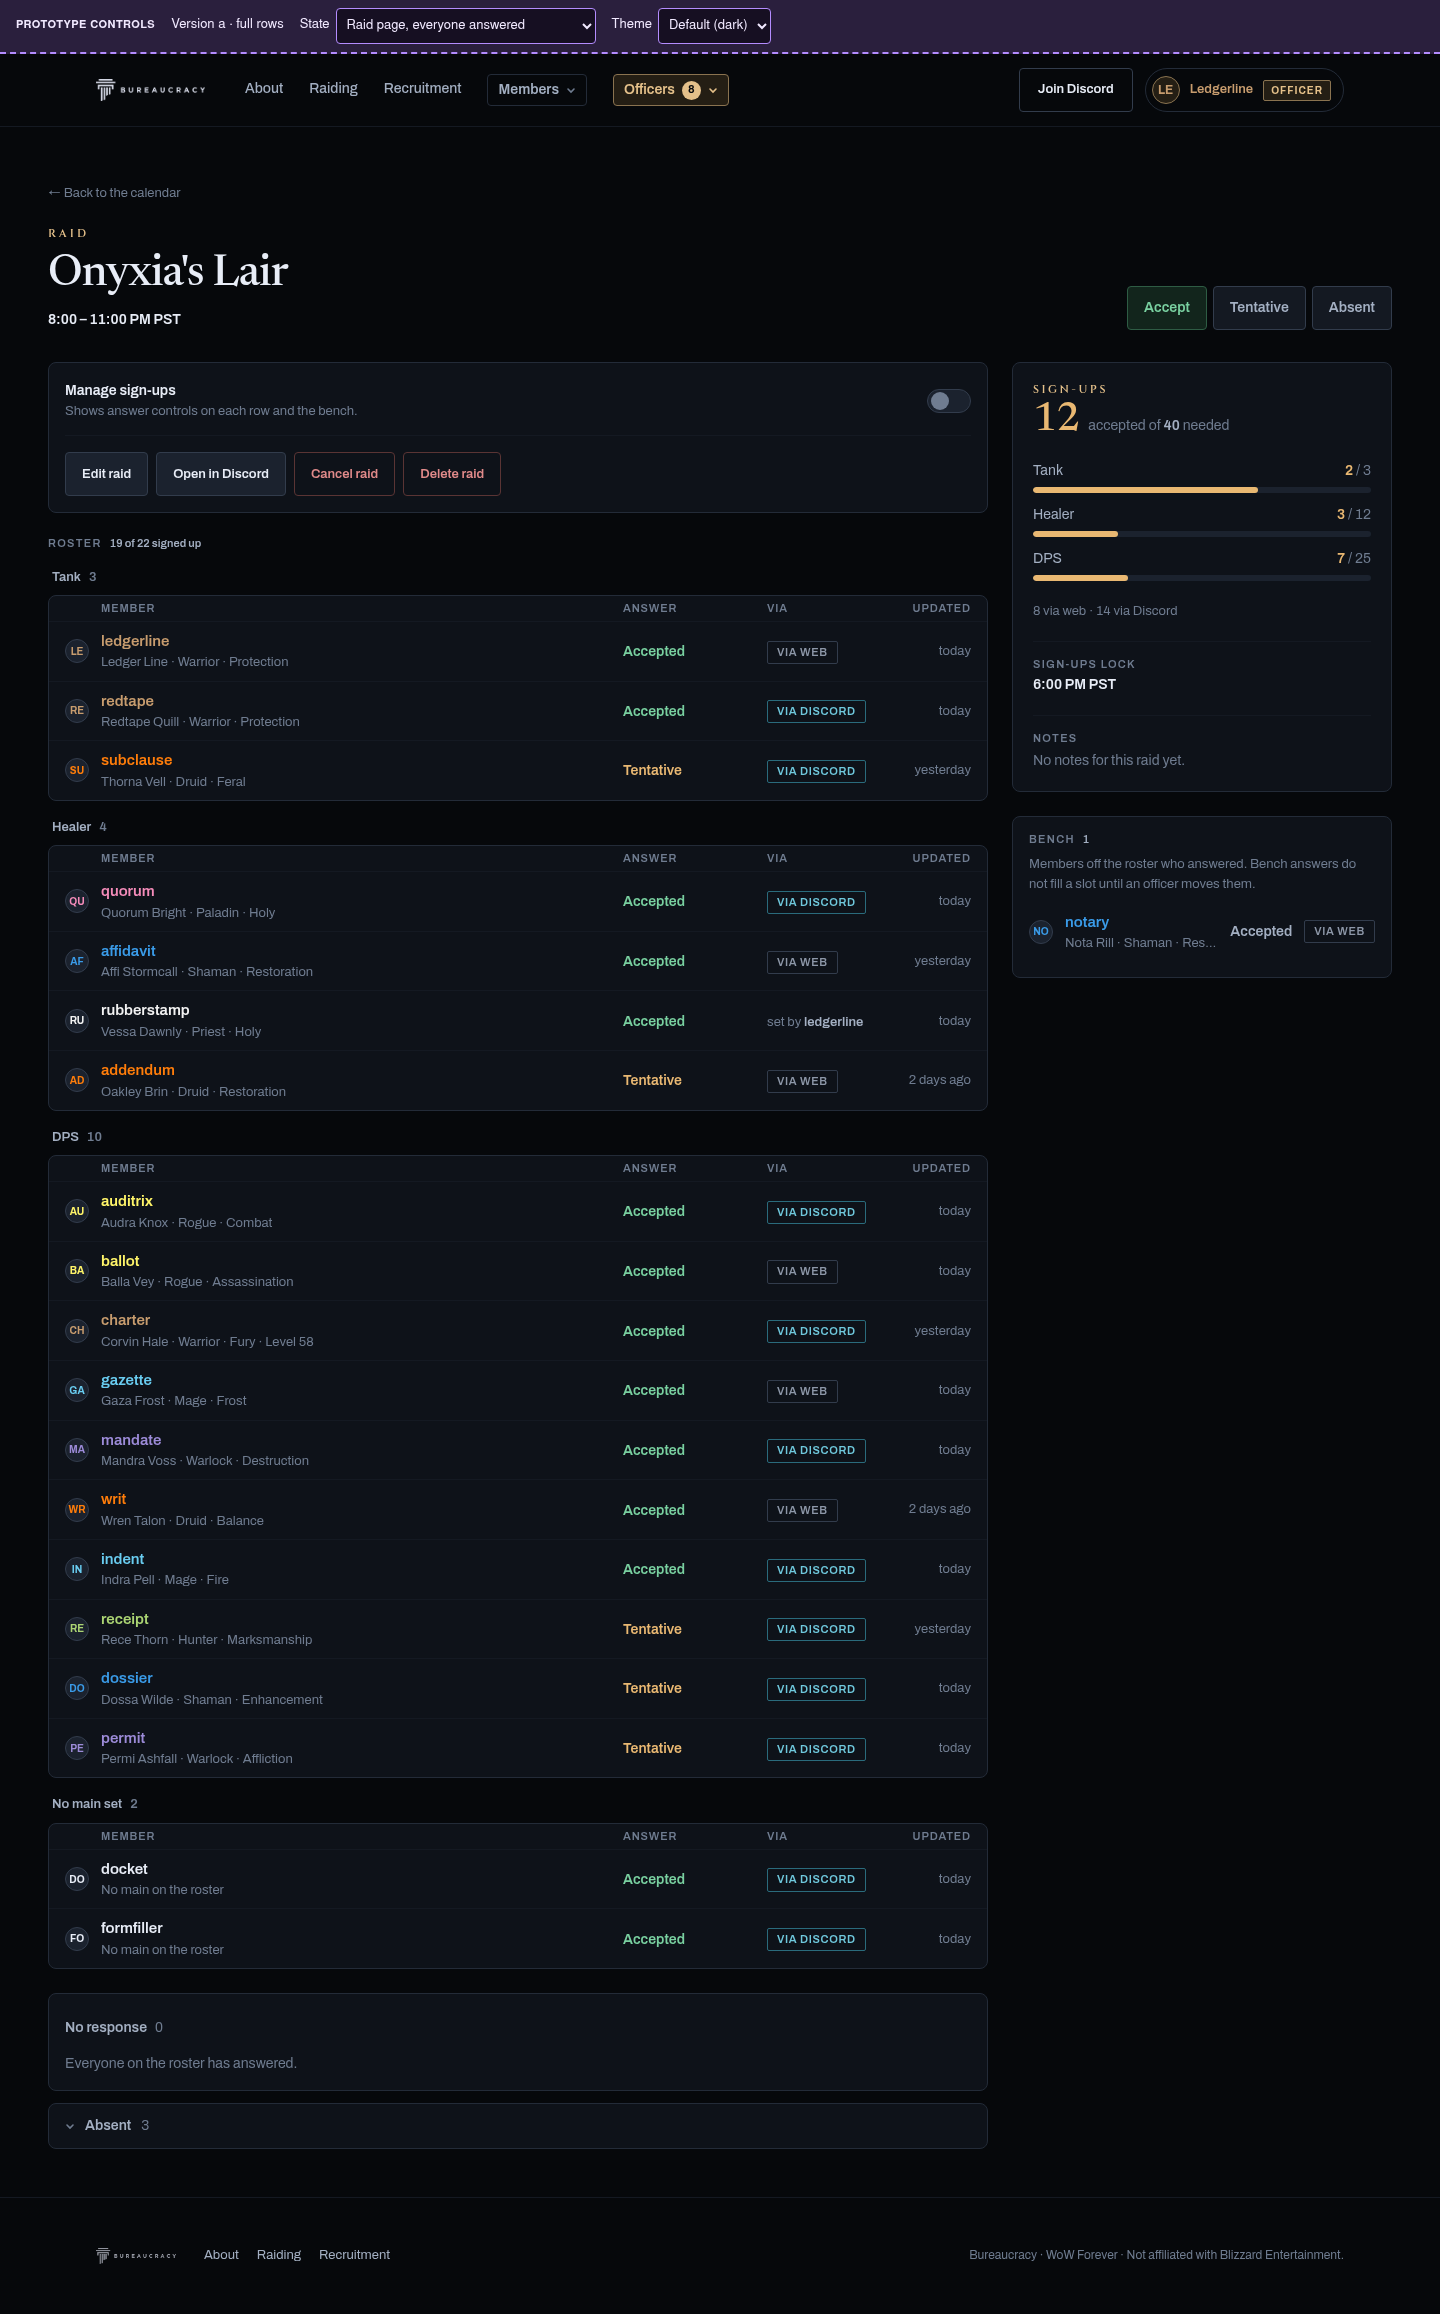 PROTOTYPE CONTROLS Version a · full rows State Raid page, everyone answered Theme Default (dark)
BUREAUCRACY About Raiding Recruitment Members Officers 8 Join Discord LE Ledgerline OFFICER
← Back to the calendar
RAID
Onyxia's Lair
8:00 – 11:00 PM PST
Accept Tentative Absent
Manage sign-ups
Shows answer controls on each row and the bench.
Edit raid Open in Discord Cancel raid Delete raid
ROSTER 19 of 22 signed up
Tank 3
MEMBER ANSWER VIA UPDATED
LE ledgerline Accepted VIA WEB today
Ledger Line · Warrior · Protection
RE redtape Accepted VIA DISCORD today
Redtape Quill · Warrior · Protection
SU subclause Tentative VIA DISCORD yesterday
Thorna Vell · Druid · Feral
Healer 4
MEMBER ANSWER VIA UPDATED
QU quorum Accepted VIA DISCORD today
Quorum Bright · Paladin · Holy
AF affidavit Accepted VIA WEB yesterday
Affi Stormcall · Shaman · Restoration
RU rubberstamp Accepted set by ledgerline today
Vessa Dawnly · Priest · Holy
AD addendum Tentative VIA WEB 2 days ago
Oakley Brin · Druid · Restoration
DPS 10
MEMBER ANSWER VIA UPDATED
AU auditrix Accepted VIA DISCORD today
Audra Knox · Rogue · Combat
BA ballot Accepted VIA WEB today
Balla Vey · Rogue · Assassination
CH charter Accepted VIA DISCORD yesterday
Corvin Hale · Warrior · Fury · Level 58
GA gazette Accepted VIA WEB today
Gaza Frost · Mage · Frost
MA mandate Accepted VIA DISCORD today
Mandra Voss · Warlock · Destruction
WR writ Accepted VIA WEB 2 days ago
Wren Talon · Druid · Balance
IN indent Accepted VIA DISCORD today
Indra Pell · Mage · Fire
RE receipt Tentative VIA DISCORD yesterday
Rece Thorn · Hunter · Marksmanship
DO dossier Tentative VIA DISCORD today
Dossa Wilde · Shaman · Enhancement
PE permit Tentative VIA DISCORD today
Permi Ashfall · Warlock · Affliction
No main set 2
MEMBER ANSWER VIA UPDATED
DO docket Accepted VIA DISCORD today
No main on the roster
FO formfiller Accepted VIA DISCORD today
No main on the roster
No response 0
Everyone on the roster has answered.
Absent 3
SIGN-UPS
12 accepted of 40 needed
Tank 2 / 3
Healer 3 / 12
DPS 7 / 25
8 via web · 14 via Discord
SIGN-UPS LOCK
6:00 PM PST
NOTES
No notes for this raid yet.
BENCH 1
Members off the roster who answered. Bench answers do
not fill a slot until an officer moves them.
NO notary Accepted VIA WEB
Nota Rill · Shaman · Res...
BUREAUCRACY About Raiding Recruitment Bureaucracy · WoW Forever · Not affiliated with Blizzard Entertainment.